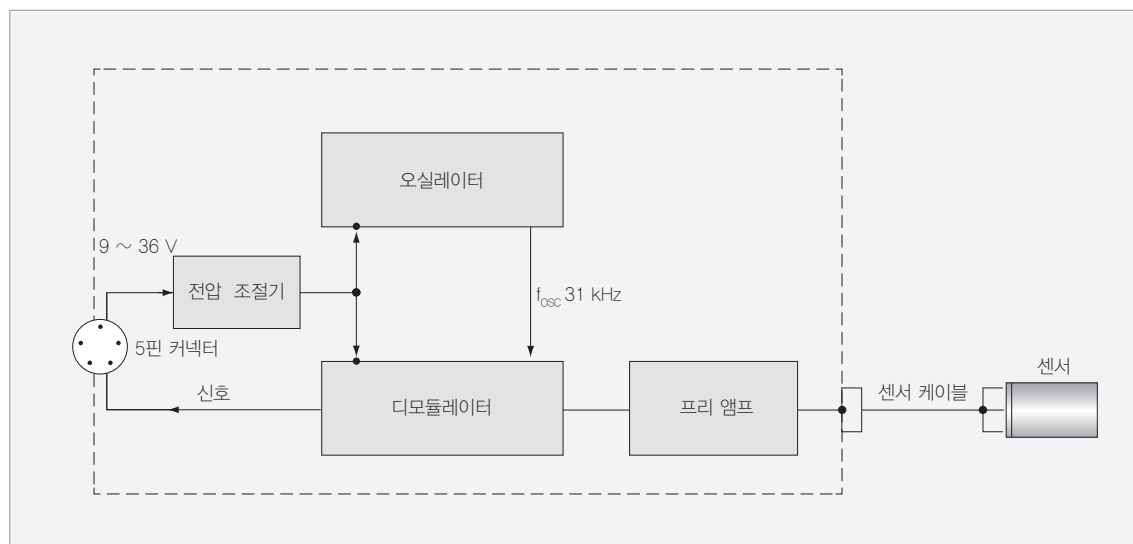 오실레이터
9 ~ 36 V
전압 조절기
fosc 31 kHz
5핀 커넥터
센서
신호
디모듈레이터
프리 앰프
센서 케이블